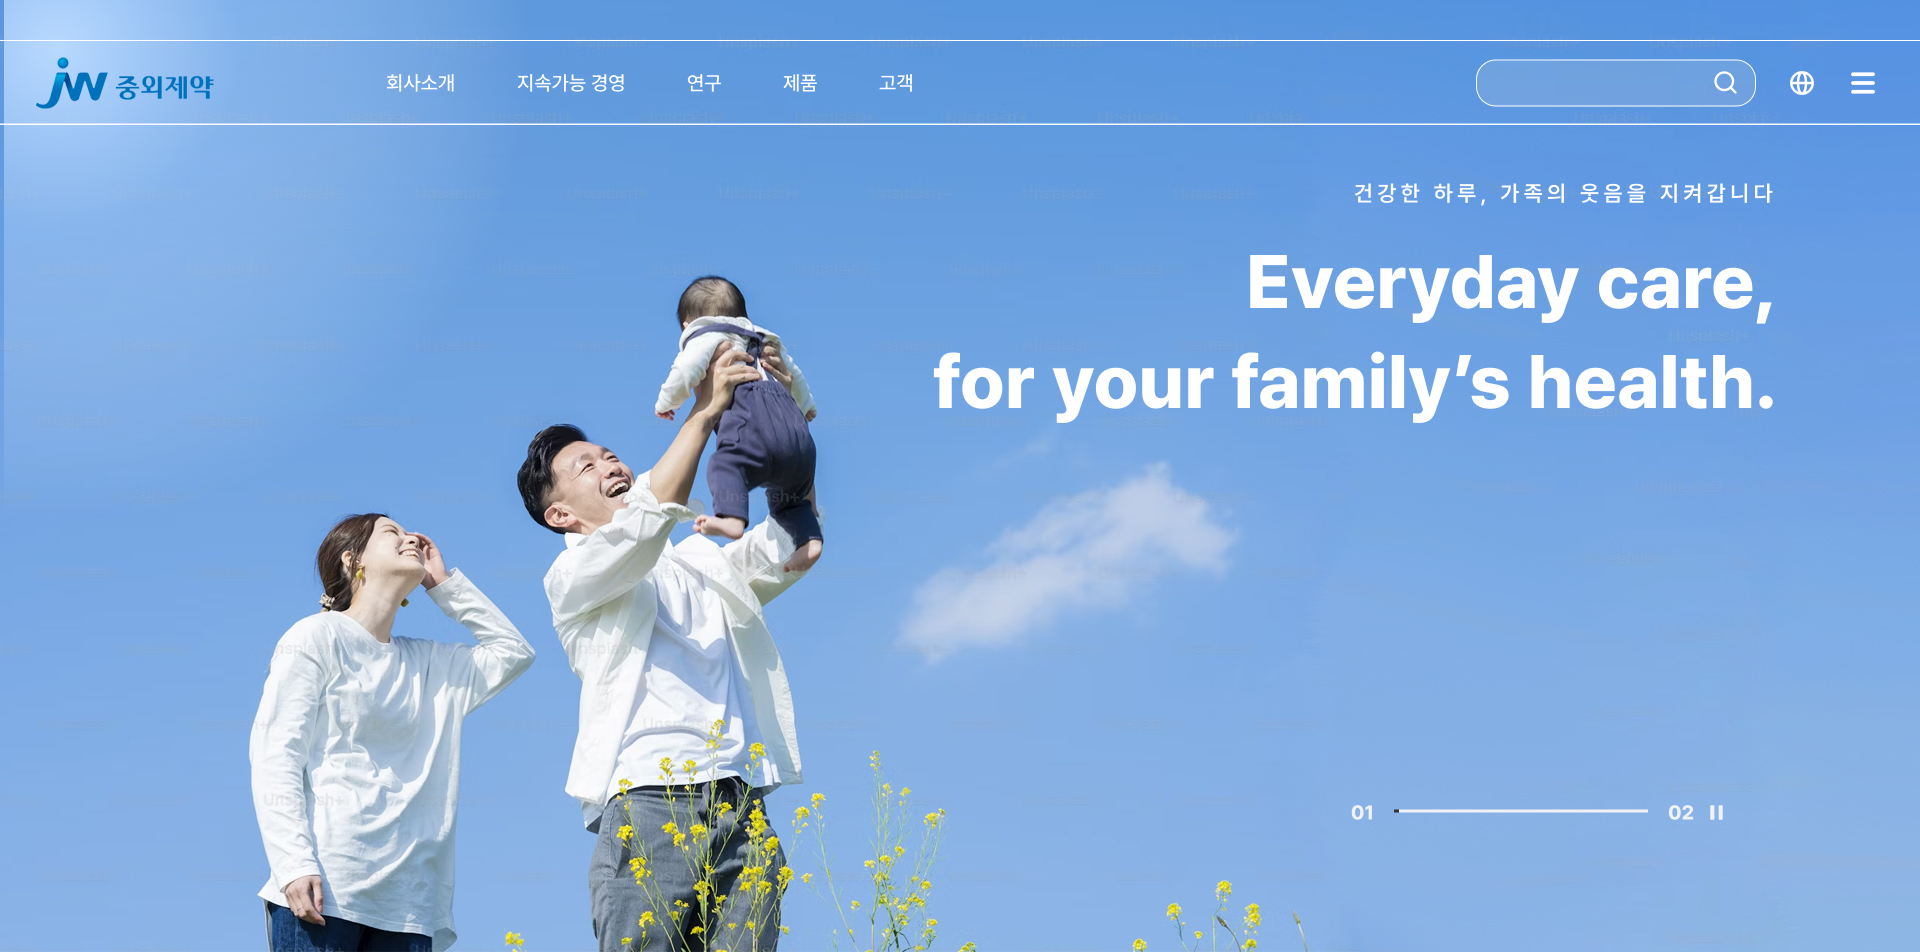 jw 중외제약
회사소개 지속가능 경영 연구 제품 고객
건강한 하루, 가족의 웃음을 지켜갑니다
Everyday care,
for your family’s health.
01 02
Unsplash+